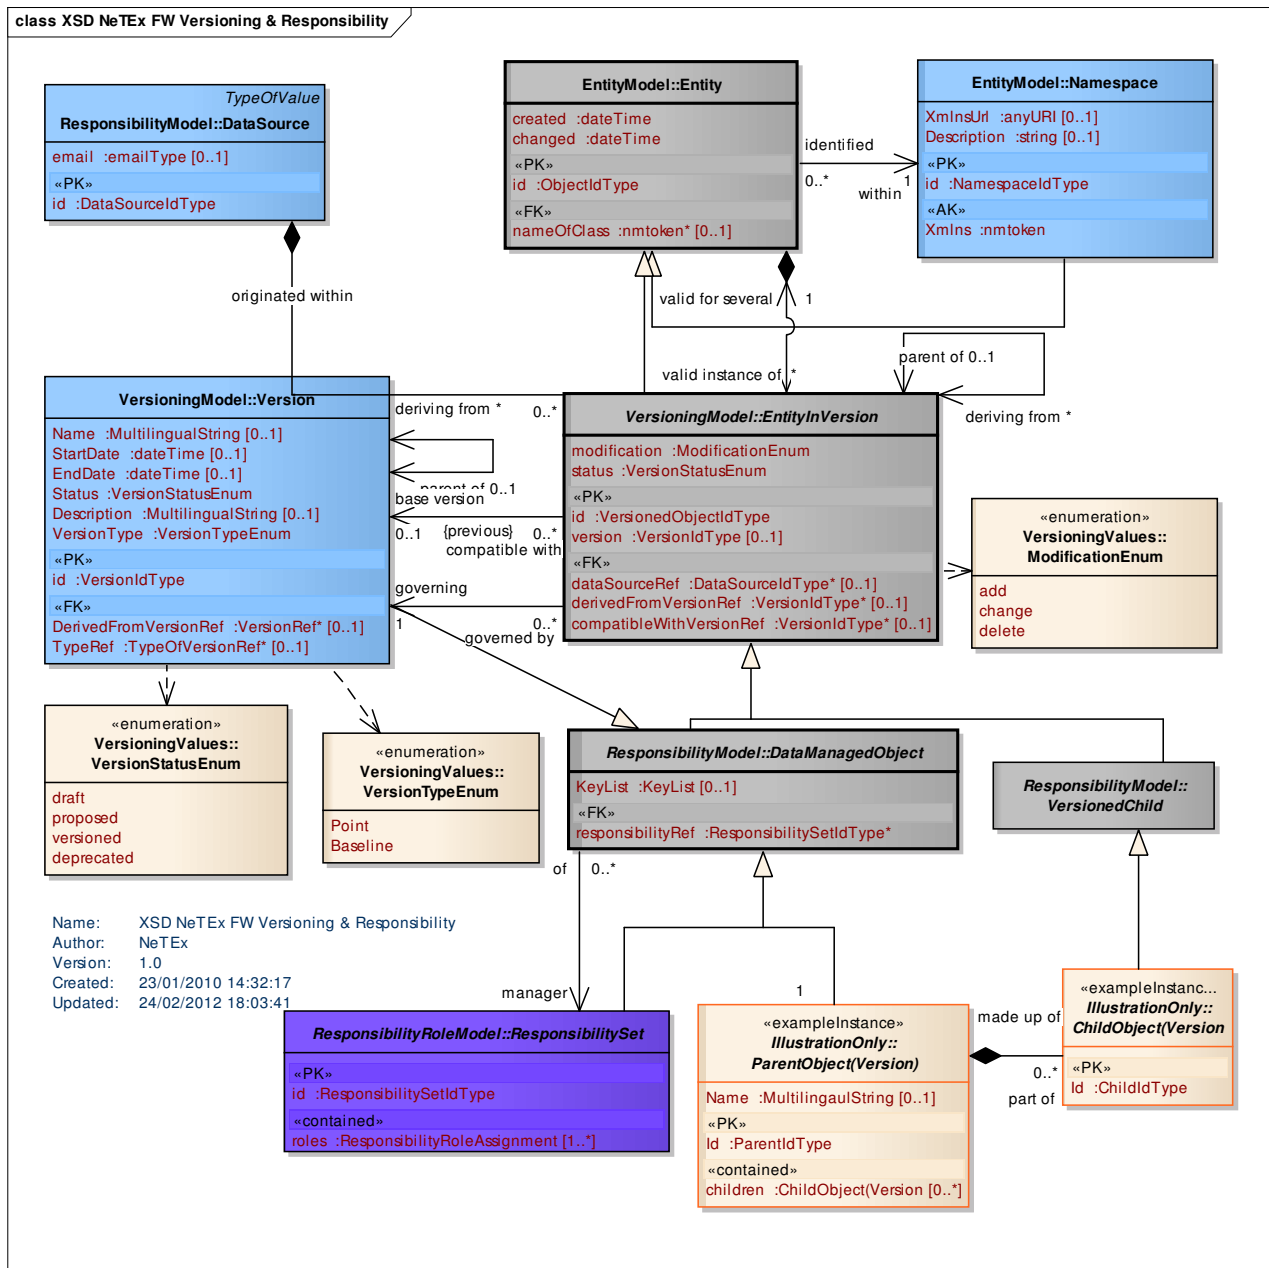 class XSD NeTEx FW Versioning & Responsibility
TypeOfValue
ResponsibilityModel::DataSource
email :emailType [0..1]
«PK»
id :DataSourceIdType
EntityModel::Entity
created :dateTime
changed :dateTime
«PK»
id :ObjectIdType
«FK»
nameOfClass :nmtoken* [0..1]
identified
0..*
within
1
EntityModel::Namespace
XmlnsUrl :anyURI [0..1]
Description :string [0..1]
«PK»
id :NamespaceIdType
«AK»
Xmlns :nmtoken
originated within
valid for several
1
valid instance of
*
parent of 0..1
deriving from *
VersioningModel::Version
Name :MultilingualString [0..1]
StartDate :dateTime [0..1]
EndDate :dateTime [0..1]
Status :VersionStatusEnum
Description :MultilingualString [0..1]
VersionType :VersionTypeEnum
«PK»
id :VersionIdType
«FK»
DerivedFromVersionRef :VersionRef* [0..1]
TypeRef :TypeOfVersionRef* [0..1]
deriving from *
0..*
parent of 0..1
base version
0..1
{previous}
0..*
compatible with
governing
1
0..*
governed by
VersioningModel::EntityInVersion
modification :ModificationEnum
status :VersionStatusEnum
«PK»
id :VersionedObjectIdType
version :VersionIdType
«FK»
dataSourceRef :DataSourceIdType* [0..1]
derivedFromVersionRef :VersionIdType* [0..1]
compatibleWithVersionRef :VersionIdType* [0..1]
«enumeration»
VersioningValues::
ModificationEnum
add
change
delete
«enumeration»
VersioningValues::
VersionStatusEnum
draft
proposed
versioned
deprecated
«enumeration»
VersioningValues::
VersionTypeEnum
Point
Baseline
ResponsibilityModel::DataManagedObject
KeyList :KeyList [0..1]
«FK»
responsibilityRef :ResponsibilitySetIdType*
ResponsibilityModel::
VersionedChild
of
0..*
manager
Name: XSD NeTEx FW Versioning & Responsibility
Author: NeTEx
Version: 1.0
Created: 23/01/2010 14:32:17
Updated: 24/02/2012 18:03:41
ResponsibilityRoleModel::ResponsibilitySet
«PK»
id :ResponsibilitySetIdType
«contained»
roles :ResponsibilityRoleAssignment [1..*]
1
«exampleInstance»
IllustrationOnly::
ParentObject(Version)
Name :MultilingaulString [0..1]
«PK»
Id :ParentIdType
«contained»
children :ChildObject(Version [0..*]
made up of
0..*
part of
«exampleInstanc...
IllustrationOnly::
ChildObject(Version
«PK»
Id :ChildIdType